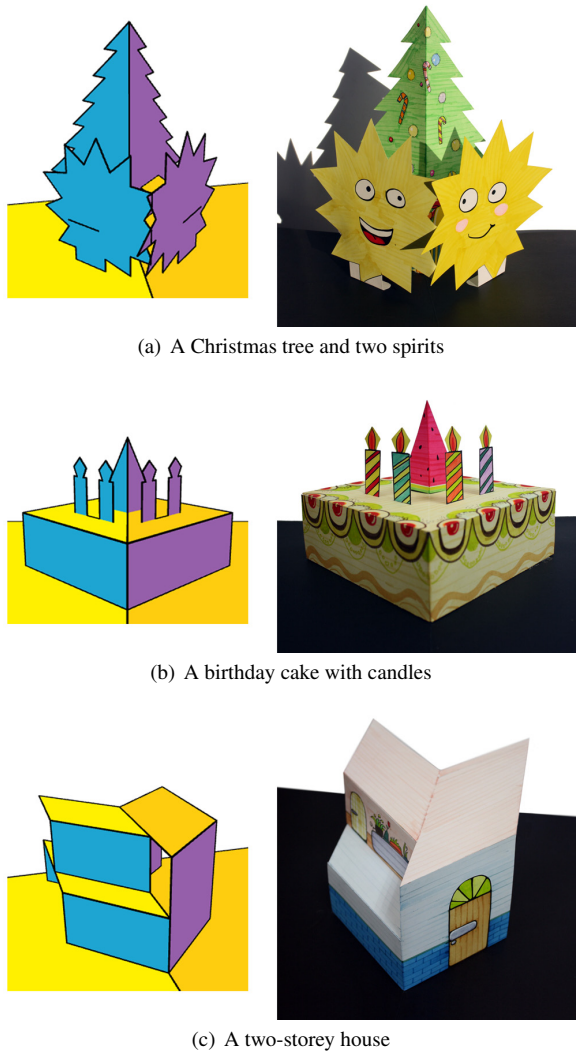 (a) A Christmas tree and two spirits
(b) A birthday cake with candles
(c) A two-storey house